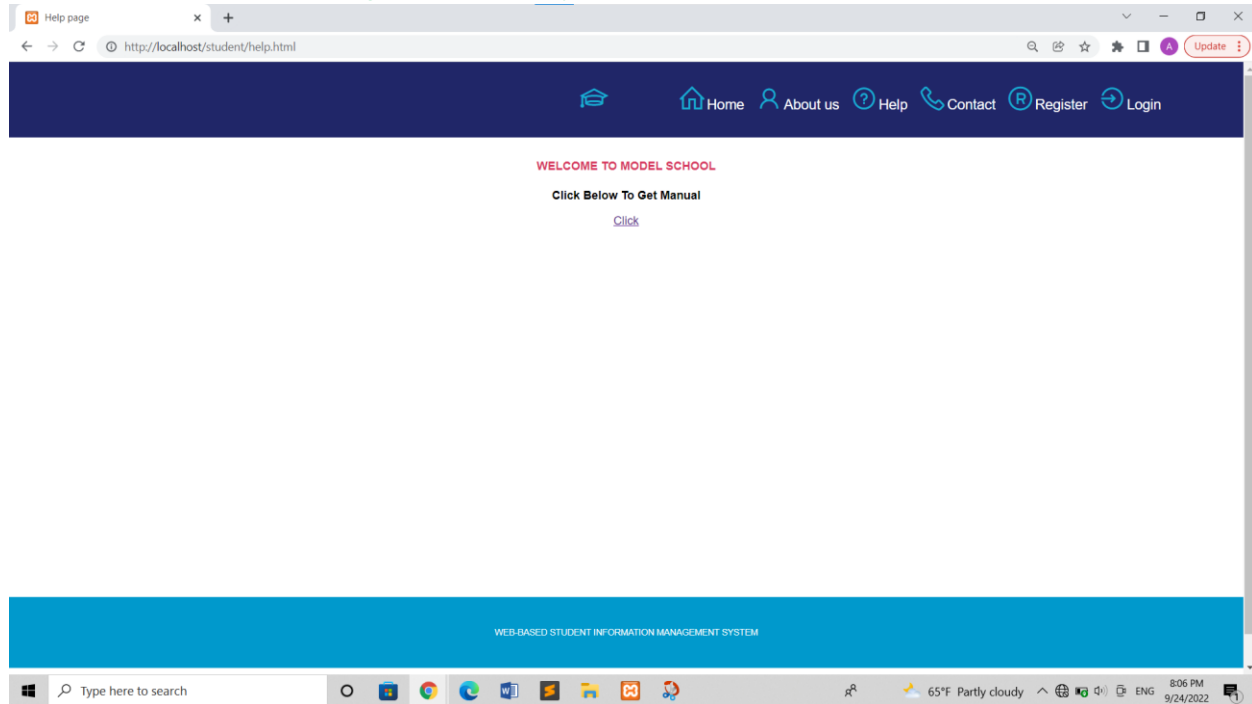 Help page
http://localhost/student/help.html
A
Update
Home About us ? Help Contact R Register Login
WELCOME TO MODEL SCHOOL
Click Below To Get Manual
Click
WEB-BASED STUDENT INFORMATION MANAGEMENT SYSTEM
Type here to search
65°F Partly cloudy
ENG
8:06 PM
9/24/2022
1